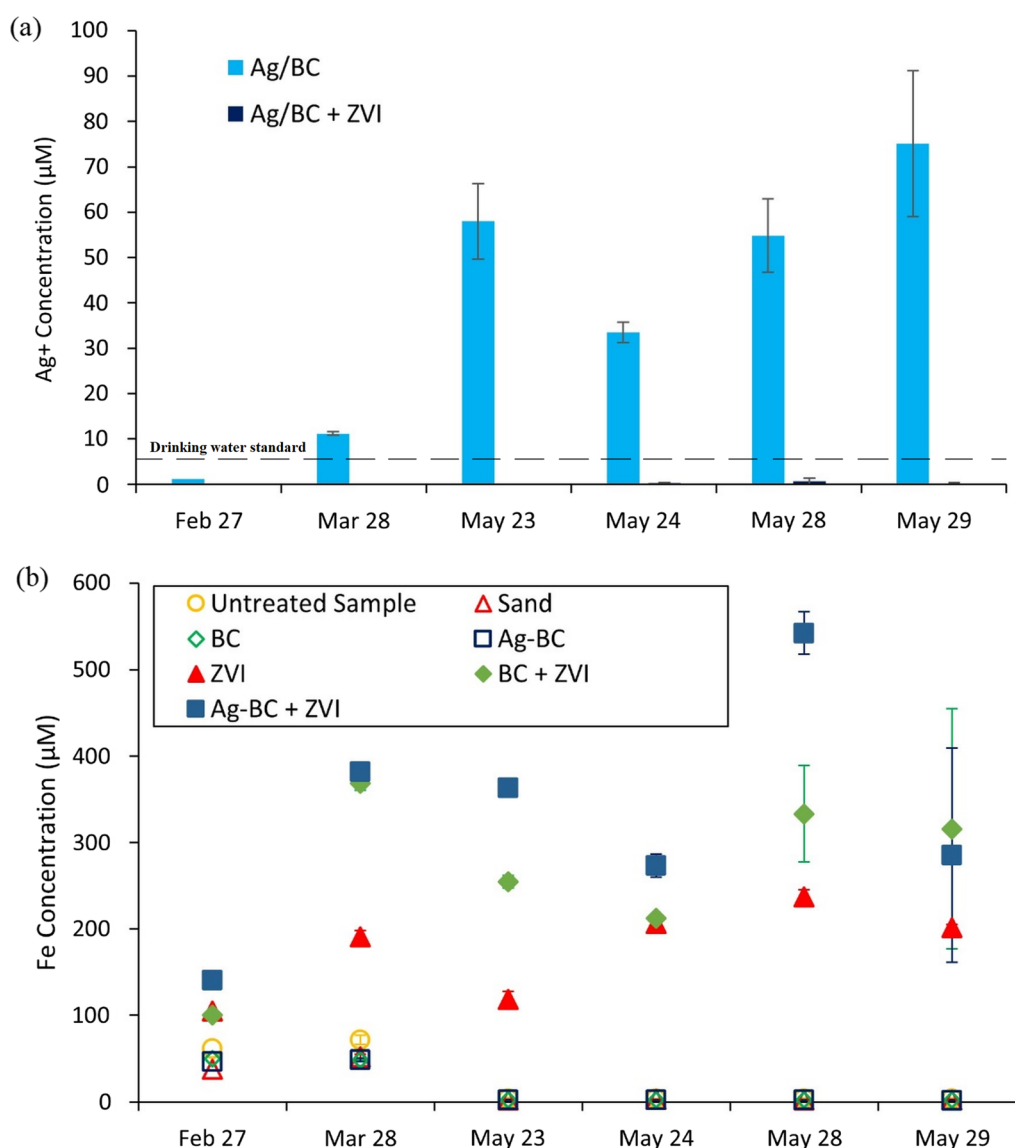 (a)
Ag+ Concentration (µM)
100
90
80
70
60
50
40
30
20
10
0
Ag/BC
Ag/BC + ZVI
Drinking water standard
Feb 27 Mar 28 May 23 May 24 May 28 May 29
(b)
Fe Concentration (µM)
600
500
400
300
200
100
0
Untreated Sample Sand
BC Ag-BC
ZVI BC + ZVI
Ag-BC + ZVI
Feb 27 Mar 28 May 23 May 24 May 28 May 29